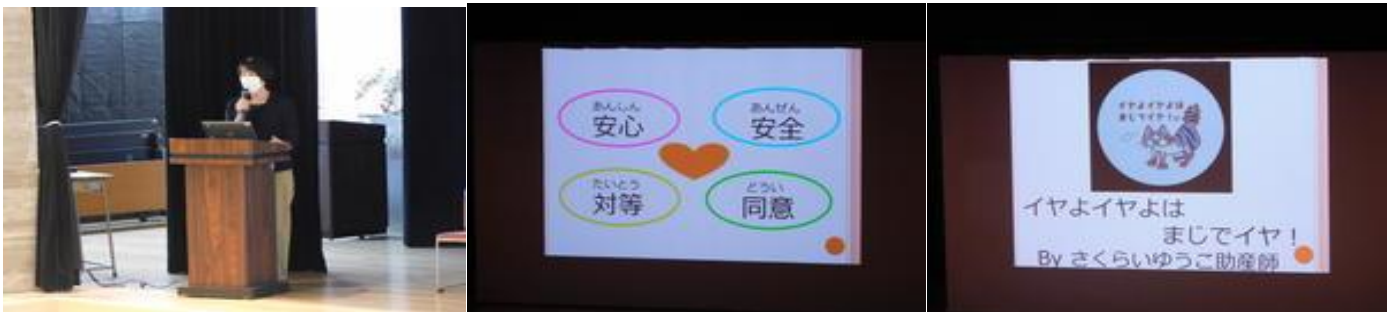 あんしん
安心
あんぜん
安全
たいとう
対等
どうい
同意
イヤよイヤよは
まじでイヤ!
イヤよイヤよは
まじでイヤ!
By さくらいゆうこ助産師